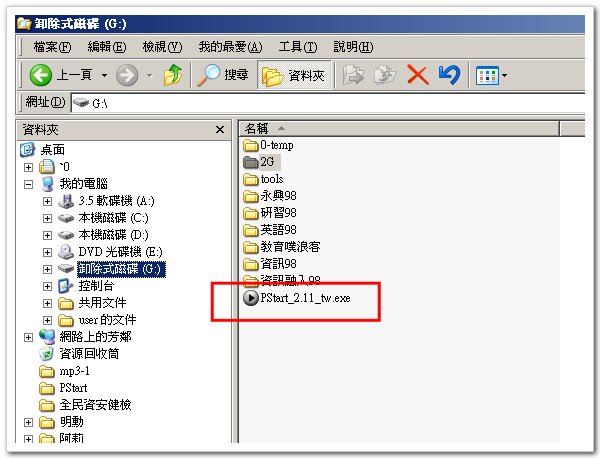 卸除式磁碟 (G:)
檔案(F) 編輯(E) 檢視(V) 我的最愛(A) 工具(T) 說明(H)
上一頁 搜尋 資料夾
網址(D) G:\
資料夾
桌面
`0
我的電腦
3.5 軟碟機 (A:)
本機磁碟 (C:)
本機磁碟 (D:)
DVD 光碟機 (E:)
卸除式磁碟 (G:)
控制台
共用文件
user 的文件
網路上的芳鄰
資源回收筒
mp3-1
PStart
全民資安健檢
明動
阿莉
名稱
0-temp
2G
tools
永興98
研習98
英語98
教育噗浪客
資訊98
資訊融入98
PStart_2.11_tw.exe